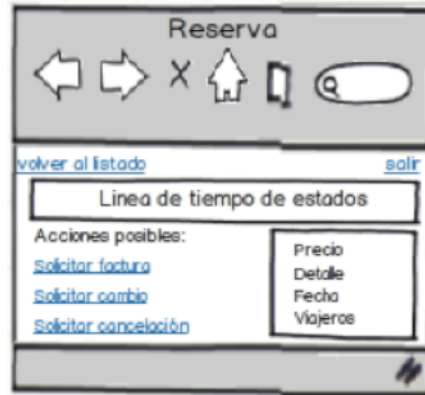 Reserva
volver al listado
salir
Linea de tiempo de estados
Acciones posibles:
Solicitar factura
Solicitar cambio
Solicitar cancelación
Precio
Detalle
Fecha
Viajeros